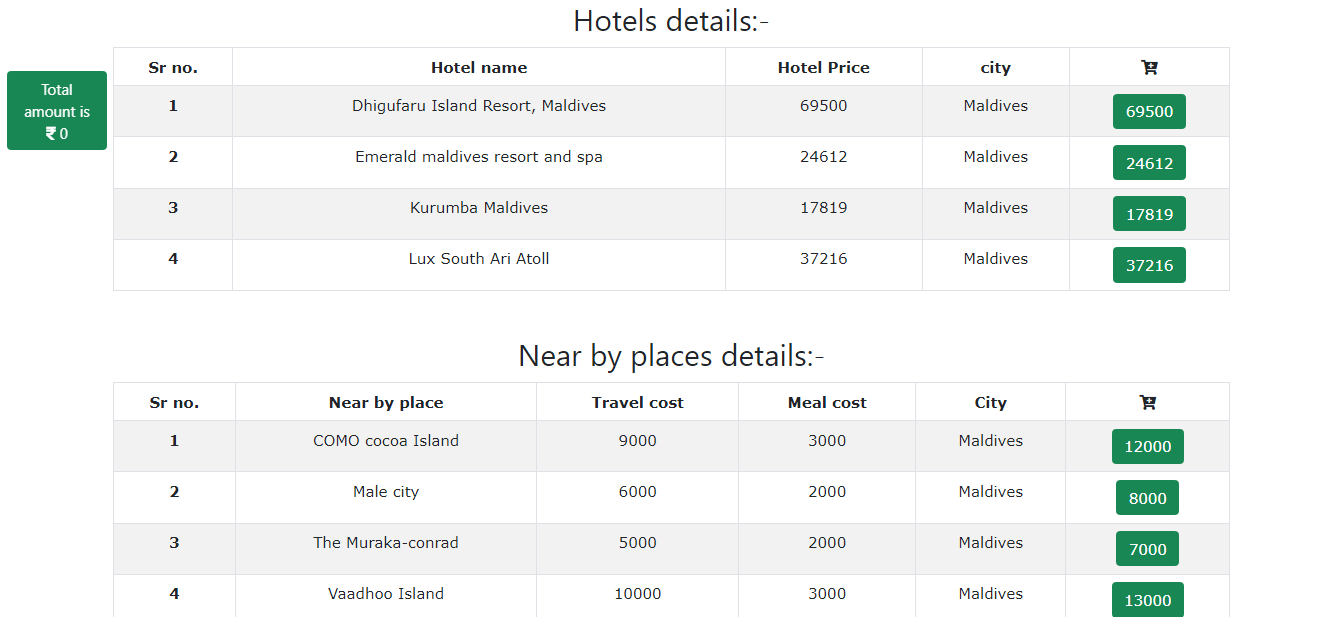 Hotels details:-
Total
amount is
₹ 0
Sr no. Hotel name Hotel Price city
1 Dhigufaru Island Resort, Maldives 69500 Maldives 69500
2 Emerald maldives resort and spa 24612 Maldives 24612
3 Kurumba Maldives 17819 Maldives 17819
4 Lux South Ari Atoll 37216 Maldives 37216
Near by places details:-
Sr no. Near by place Travel cost Meal cost City
1 COMO cocoa Island 9000 3000 Maldives 12000
2 Male city 6000 2000 Maldives 8000
3 The Muraka-conrad 5000 2000 Maldives 7000
4 Vaadhoo Island 10000 3000 Maldives 13000